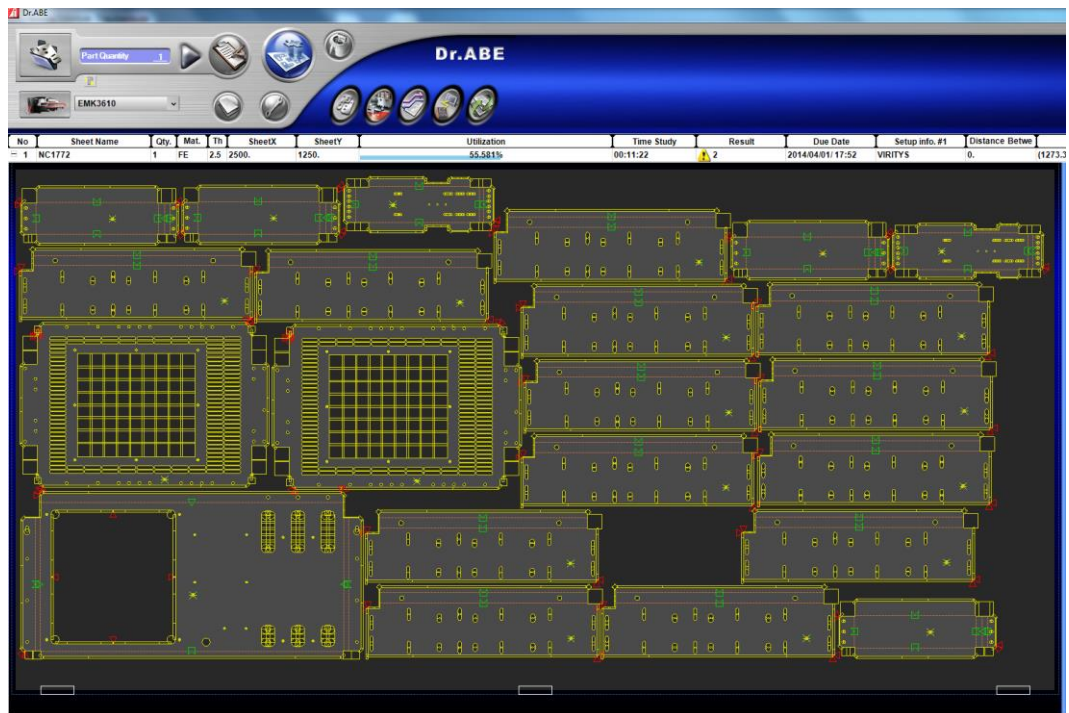 Dr.ABE
Part Quantity 1
Dr.ABE
EMK3610
No Sheet Name Qty. Mat. Th SheetX SheetY Utilization Time Study Result Due Date Setup info. #1 Distance Betwe
1 NC1772 1 FE 2.5 2500. 1250. 55.581% 00:11:22 2 2014/04/01/ 17:52 VIRITYS 0. (1273.3